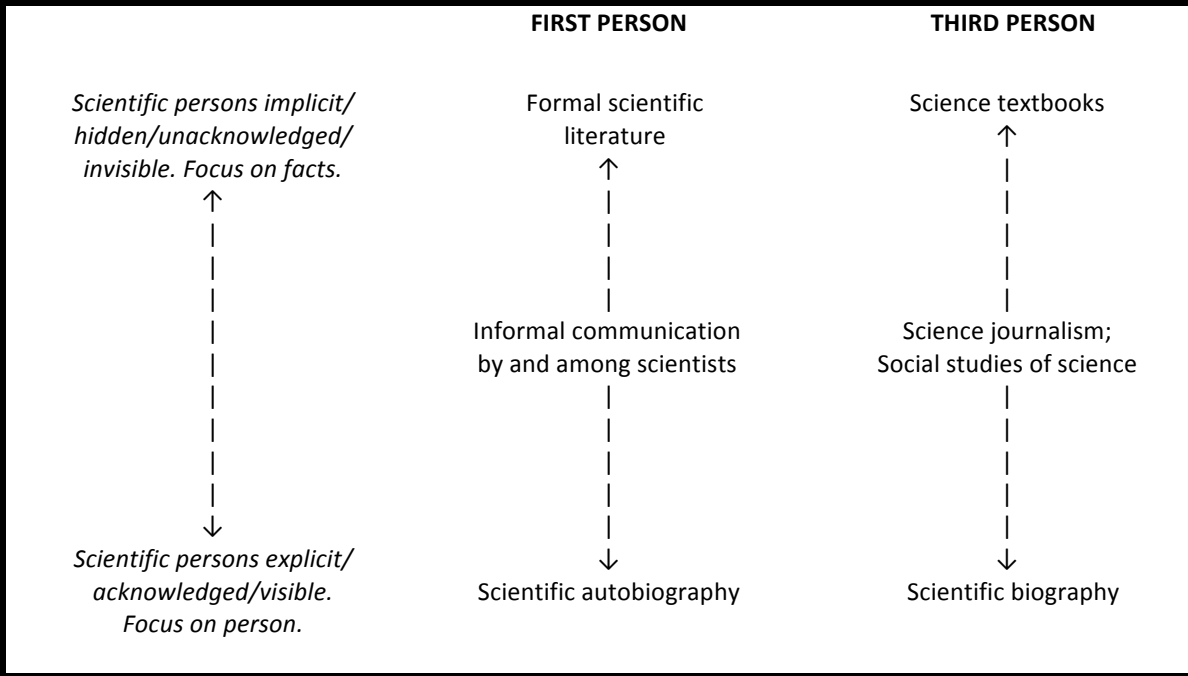 FIRST PERSON
THIRD PERSON
Scientific persons implicit/
hidden/unacknowledged/
invisible. Focus on facts.
Formal scientific
literature
Science textbooks
Informal communication
by and among scientists
Science journalism;
Social studies of science
Scientific persons explicit/
acknowledged/visible.
Focus on person.
Scientific autobiography
Scientific biography